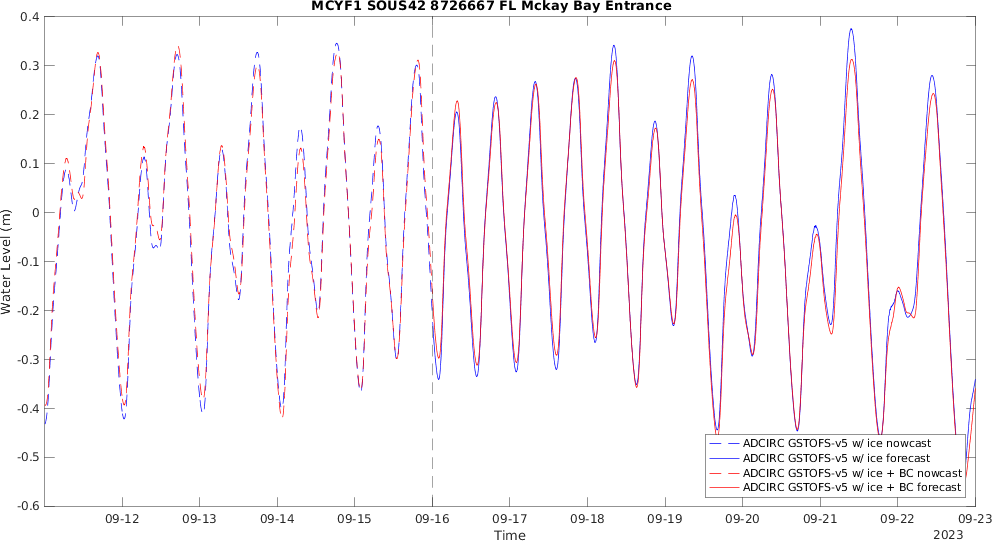 MCYF1 SOUS42 8726667 FL Mckay Bay Entrance
0.4
0.3
0.2
0.1
0
-0.1
-0.2
-0.3
-0.4
-0.5
-0.6
Water Level (m)
ADCIRC GSTOFS-v5 w/ ice nowcast
ADCIRC GSTOFS-v5 w/ ice forecast
ADCIRC GSTOFS-v5 w/ ice + BC nowcast
ADCIRC GSTOFS-v5 w/ ice + BC forecast
09-12 09-13 09-14 09-15 09-16 09-17 09-18 09-19 09-20 09-21 09-22 09-23
Time
2023